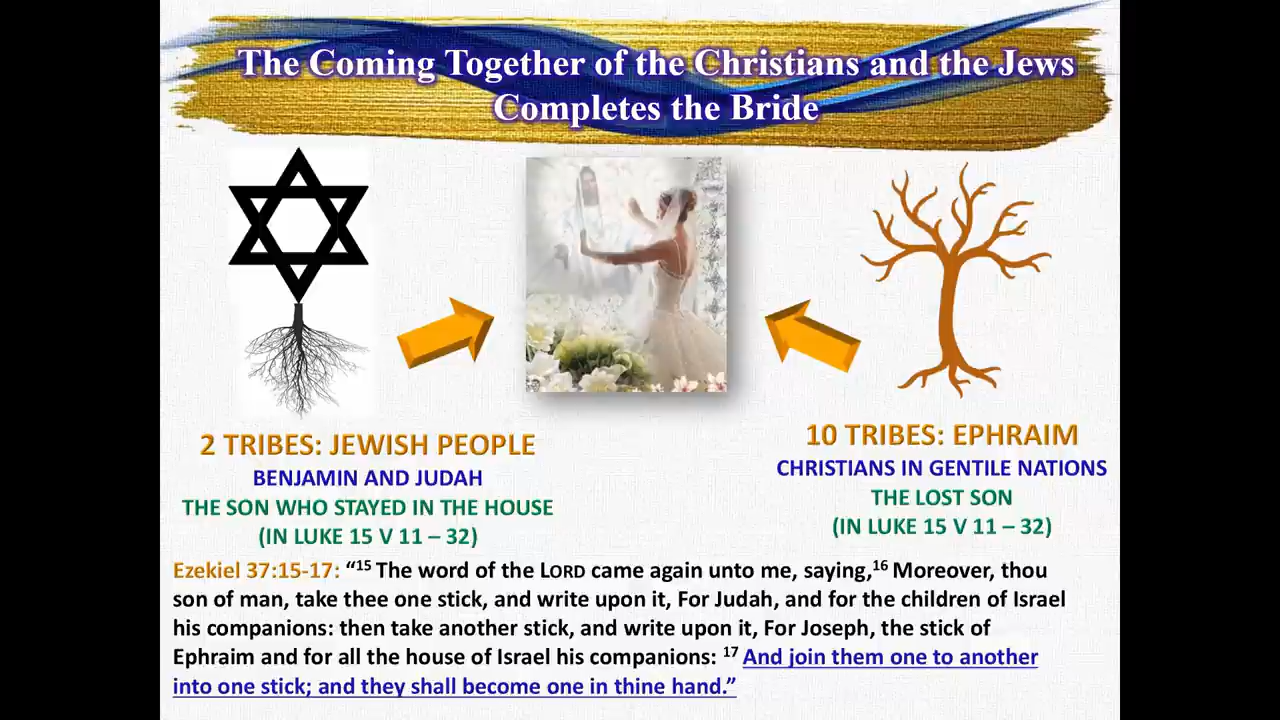 The Coming Together of the Christians and the Jews
Completes the Bride
2 TRIBES: JEWISH PEOPLE
BENJAMIN AND JUDAH
THE SON WHO STAYED IN THE HOUSE
(IN LUKE 15 V 11 – 32)
10 TRIBES: EPHRAIM
CHRISTIANS IN GENTILE NATIONS
THE LOST SON
(IN LUKE 15 V 11 – 32)
Ezekiel 37:15-17: “15 The word of the LORD came again unto me, saying,16 Moreover, thou
son of man, take thee one stick, and write upon it, For Judah, and for the children of Israel
his companions: then take another stick, and write upon it, For Joseph, the stick of
Ephraim and for all the house of Israel his companions: 17 And join them one to another
into one stick; and they shall become one in thine hand.”